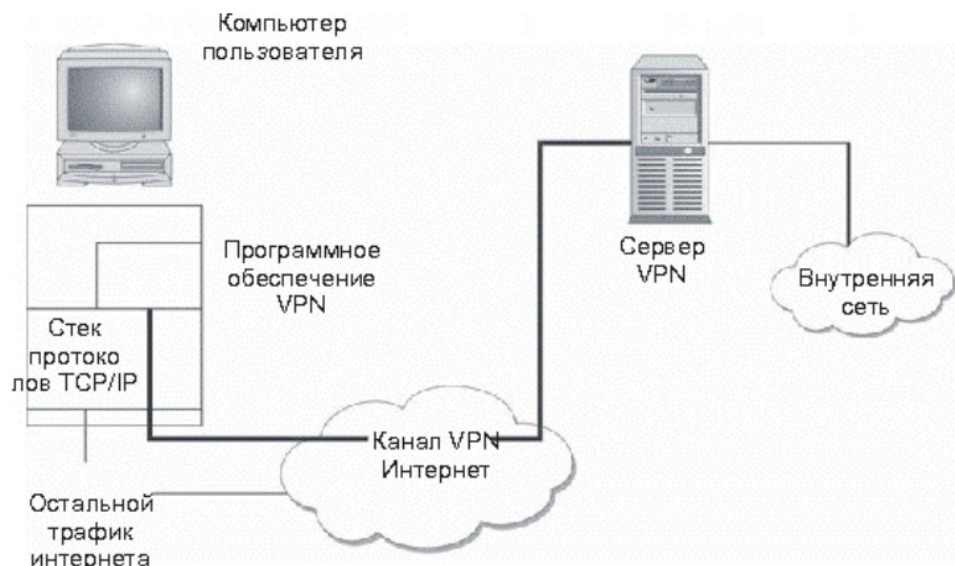 Компьютер
пользователя
Программное
обеспечение
VPN
Стек
протоко
лов TCP/IP
Сервер
VPN
Внутренняя
сеть
Канал VPN
Интернет
Остальной
трафик
интернета